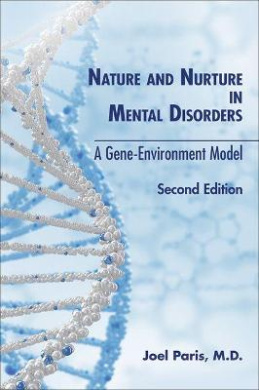 NATURE AND NURTURE
IN
MENTAL DISORDERS
A Gene-Environment Model
Second Edition
Joel Paris, M.D.